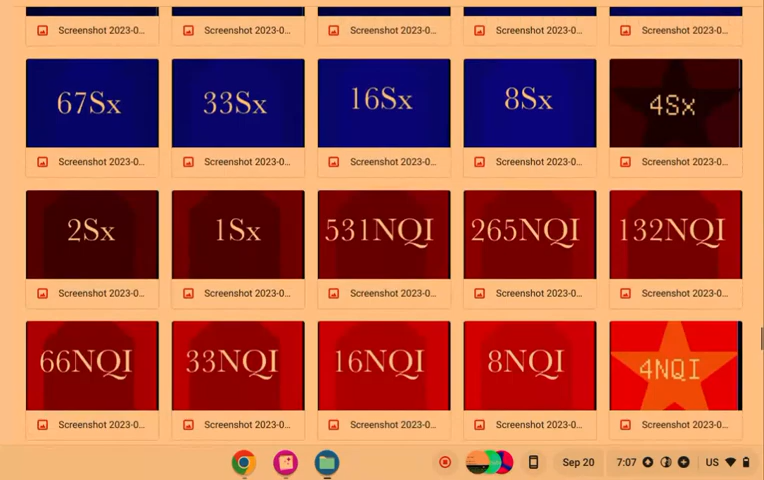 Screenshot 2023-0...
Screenshot 2023-0...
Screenshot 2023-0...
Screenshot 2023-0...
Screenshot 2023-0...
67Sx
33Sx
16Sx
8Sx
4Sx
Screenshot 2023-0...
Screenshot 2023-0...
Screenshot 2023-0...
Screenshot 2023-0...
Screenshot 2023-0...
2Sx
1Sx
531NQI
265NQI
132NQI
Screenshot 2023-0...
Screenshot 2023-0...
Screenshot 2023-0...
Screenshot 2023-0...
Screenshot 2023-0...
66NQI
33NQI
16NQI
8NQI
4NQI
Screenshot 2023-0...
Screenshot 2023-0...
Screenshot 2023-0...
Screenshot 2023-0...
Screenshot 2023-0...
Sep 20
7:07
US